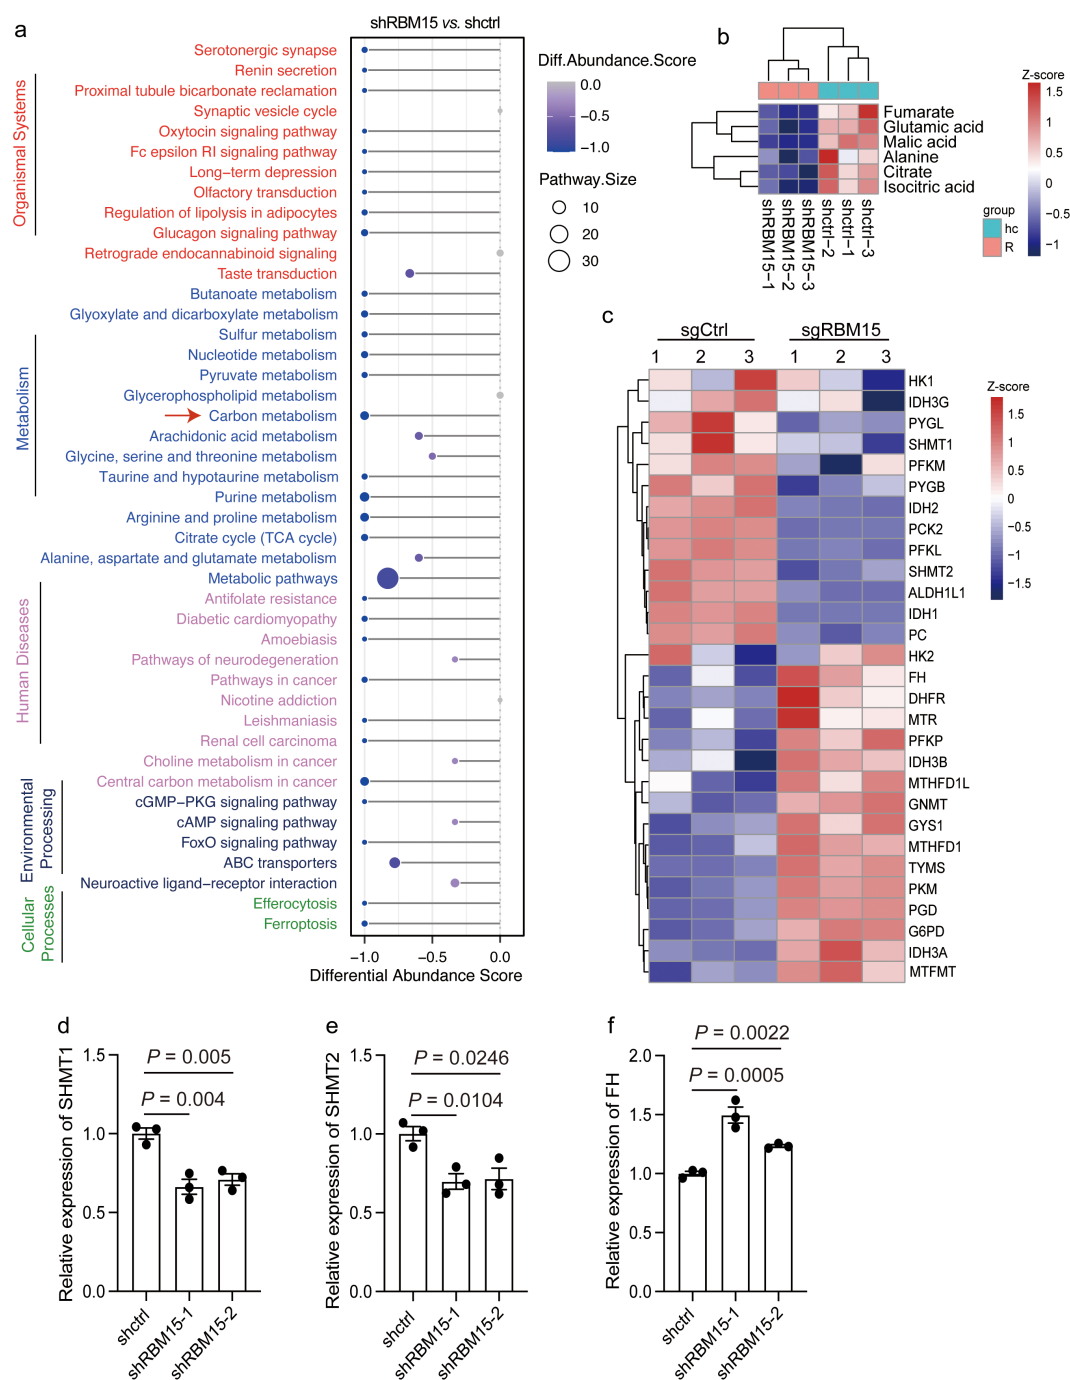 a
shRBM15 vs. shctrl
Organismal Systems
Serotonergic synapse
Renin secretion
Proximal tubule bicarbonate reclamation
Synaptic vesicle cycle
Oxytocin signaling pathway
Fc epsilon RI signaling pathway
Long−term depression
Olfactory transduction
Regulation of lipolysis in adipocytes
Glucagon signaling pathway
Retrograde endocannabinoid signaling
Taste transduction
Metabolism
Butanoate metabolism
Glyoxylate and dicarboxylate metabolism
Sulfur metabolism
Nucleotide metabolism
Pyruvate metabolism
Glycerophospholipid metabolism
Carbon metabolism
Arachidonic acid metabolism
Glycine, serine and threonine metabolism
Taurine and hypotaurine metabolism
Purine metabolism
Arginine and proline metabolism
Citrate cycle (TCA cycle)
Alanine, aspartate and glutamate metabolism
Metabolic pathways
Human Diseases
Antifolate resistance
Diabetic cardiomyopathy
Amoebiasis
Pathways of neurodegeneration
Pathways in cancer
Nicotine addiction
Leishmaniasis
Renal cell carcinoma
Choline metabolism in cancer
Central carbon metabolism in cancer
Environmental
Processing
cGMP−PKG signaling pathway
cAMP signaling pathway
FoxO signaling pathway
ABC transporters
Neuroactive ligand−receptor interaction
Cellular
Processes
Efferocytosis
Ferroptosis
−1.0 −0.5 0.0
Differential Abundance Score
Diff.Abundance.Score
0.0
−0.5
−1.0
Pathway.Size
10
20
30
b
Fumarate
Glutamic acid
Malic acid
Alanine
Citrate
Isocitric acid
shRBM15−1
shRBM15−2
shRBM15−3
shctrl−2
shctrl−1
shctrl−3
group
hc
R
Z-score
1.5
1
0.5
0
−0.5
−1
c
sgCtrl sgRBM15
1 2 3 1 2 3
HK1
IDH3G
PYGL
SHMT1
PFKM
PYGB
IDH2
PCK2
PFKL
SHMT2
ALDH1L1
IDH1
PC
HK2
FH
DHFR
MTR
PFKP
IDH3B
MTHFD1L
GNMT
GYS1
MTHFD1
TYMS
PKM
PGD
G6PD
IDH3A
MTFMT
Z-score
1.5
1
0.5
0
−0.5
−1
−1.5
d
Relative expression of SHMT1
1.5
1.0
0.5
0.0
P = 0.005
P = 0.004
shctrl
shRBM15-1
shRBM15-2
e
Relative expression of SHMT2
1.5
1.0
0.5
0.0
P = 0.0246
P = 0.0104
shctrl
shRBM15-1
shRBM15-2
f
Relative expression of FH
2.0
1.5
1.0
0.5
0.0
P = 0.0022
P = 0.0005
shctrl
shRBM15-1
shRBM15-2